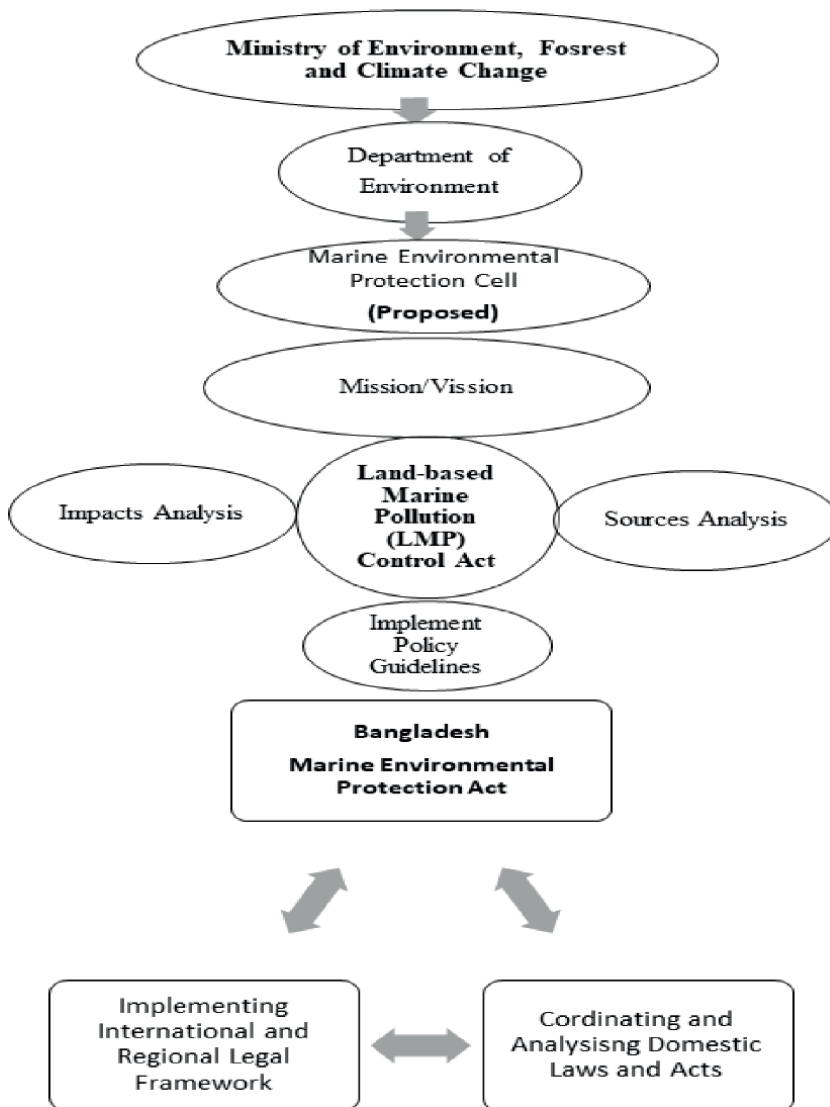 Ministry of Environment, Fosrest
and Climate Change
Department of
Environment
Marine Environmental
Protection Cell
(Proposed)
Mission/Vission
Impacts Analysis
Land-based
Marine
Pollution
(LMP)
Control Act
Sources Analysis
Implement
Policy
Guidelines
Bangladesh
Marine Environmental
Protection Act
Implementing
International and
Regional Legal
Framework
Cordinating and
Analysisng Domestic
Laws and Acts